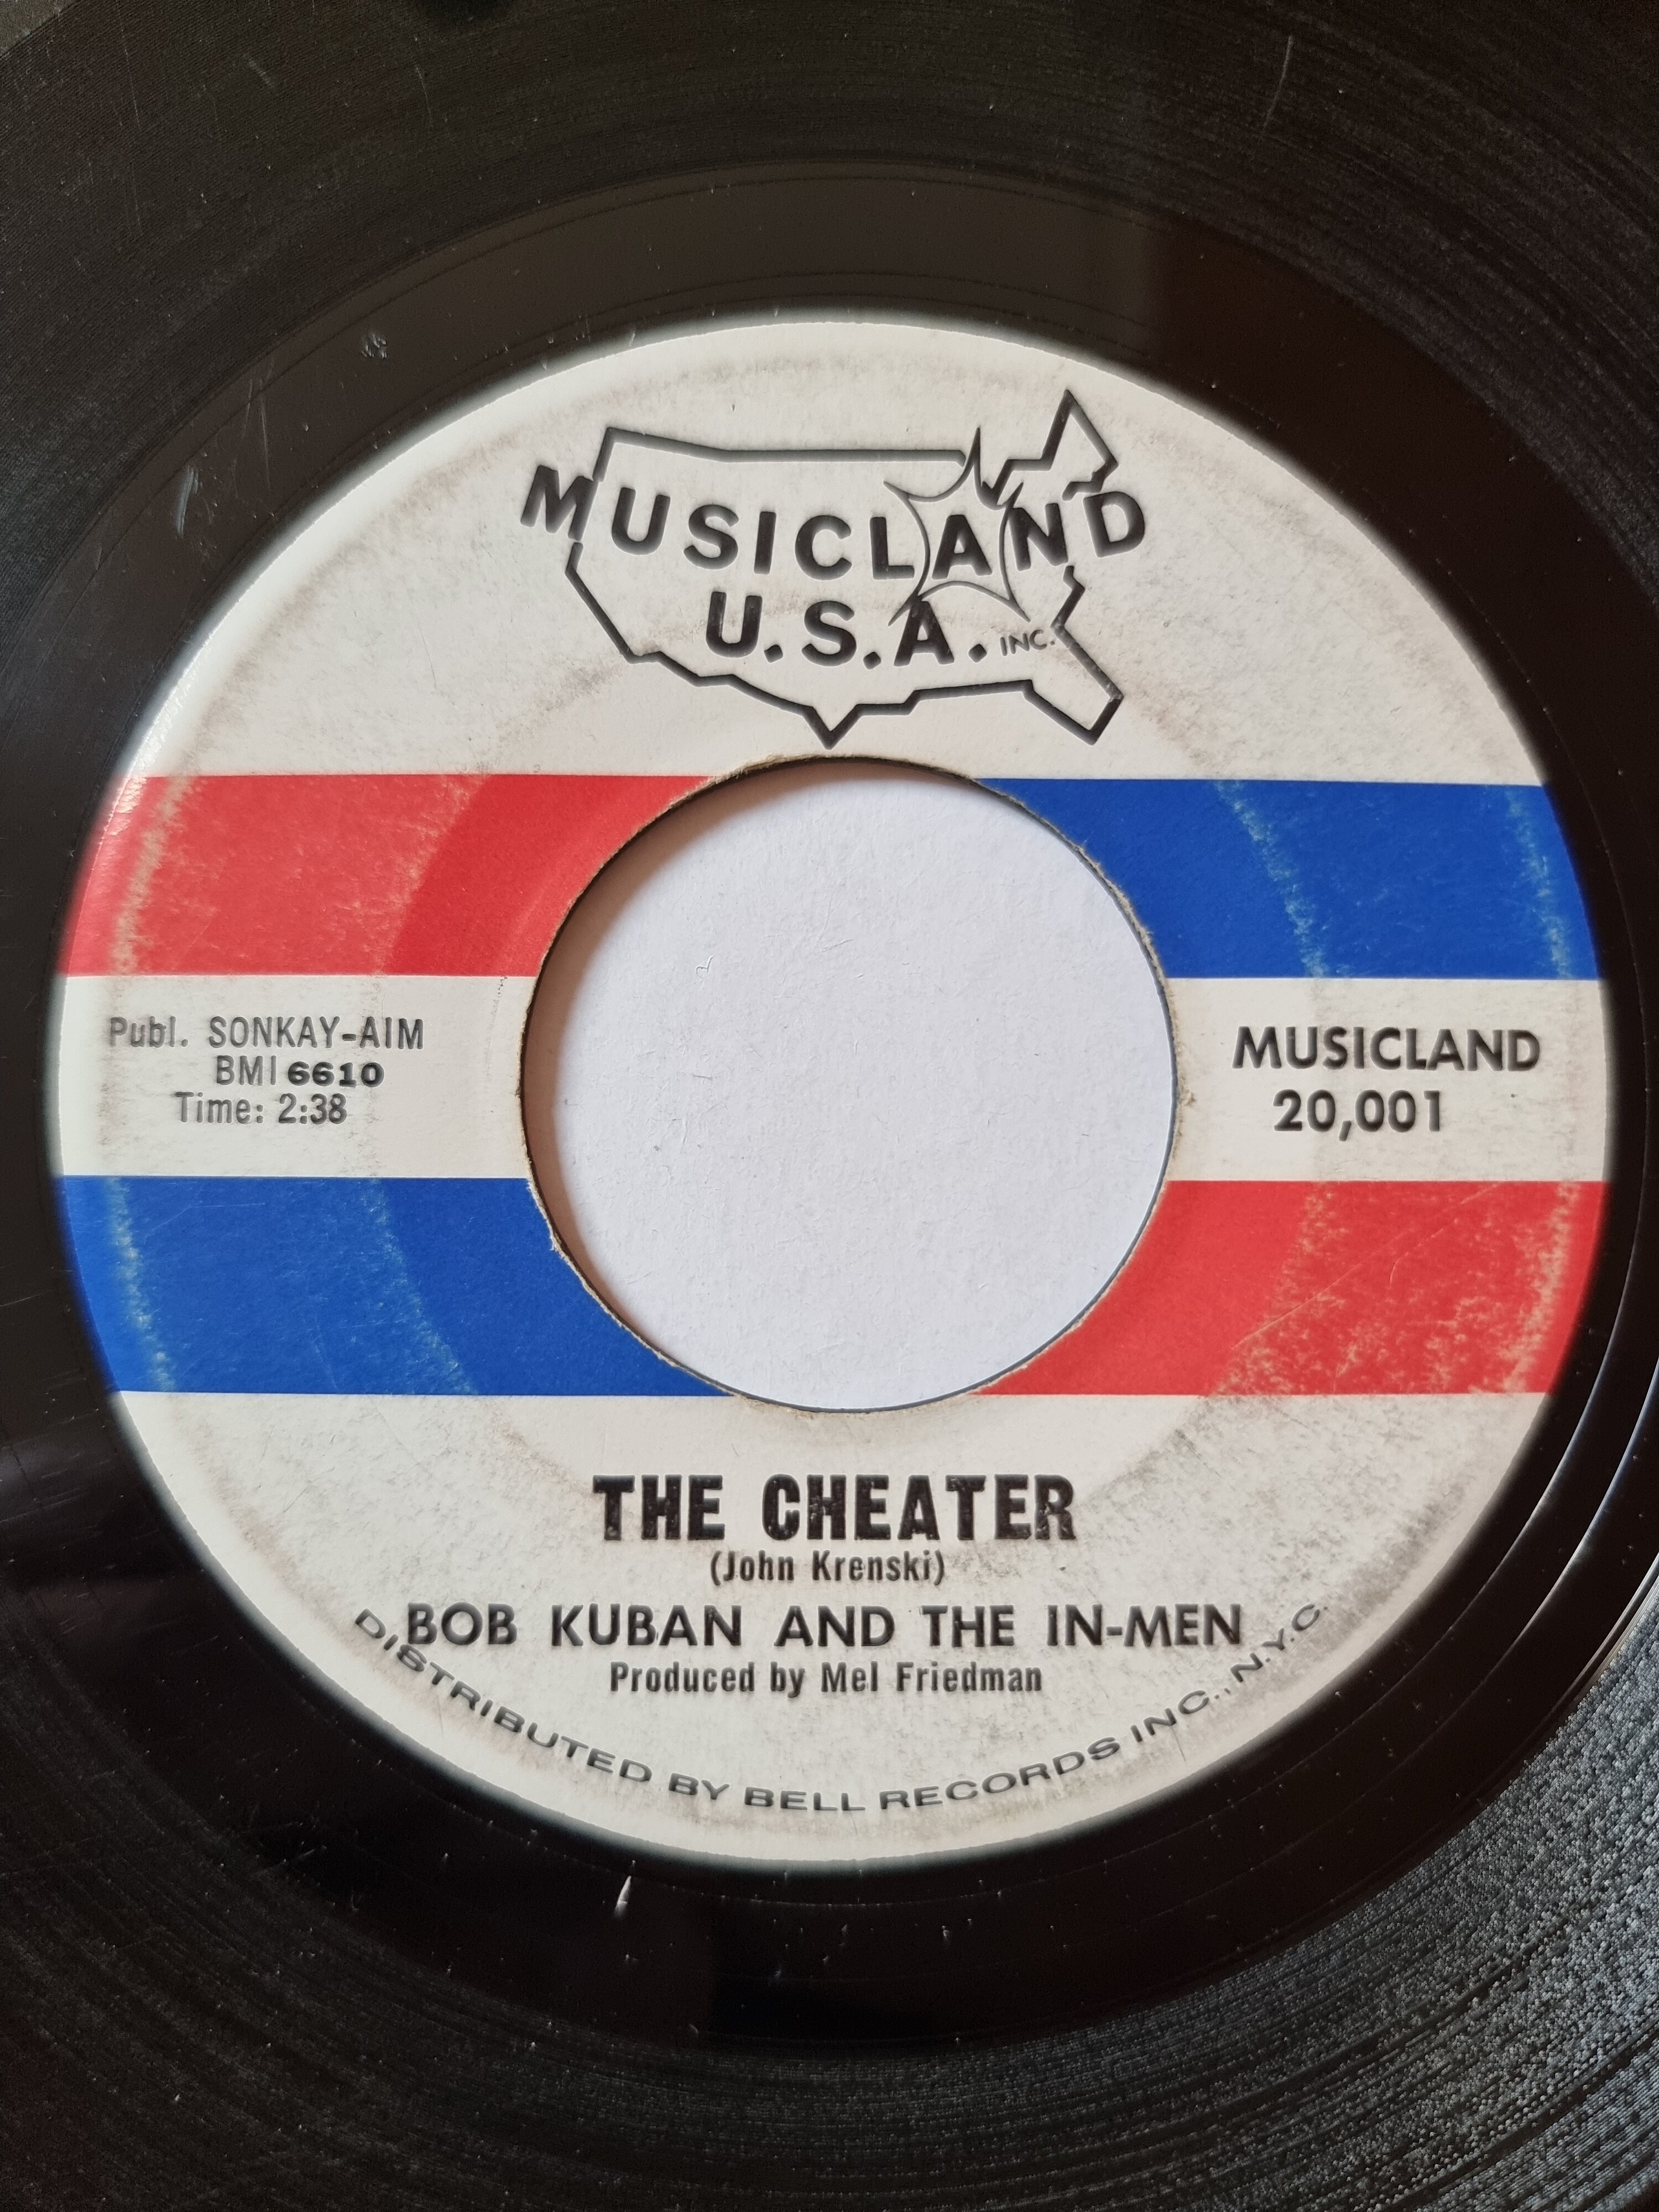 MUSICLAND
U.S.A. INC.
Publ. SONKAY-AIM
BMI 6610
Time: 2:38
MUSICLAND
20,001
THE CHEATER
(John Krenski)
BOB KUBAN AND THE IN-MEN
Produced by Mel Friedman
DISTRIBUTED BY BELL RECORDS INC., N.Y.C.